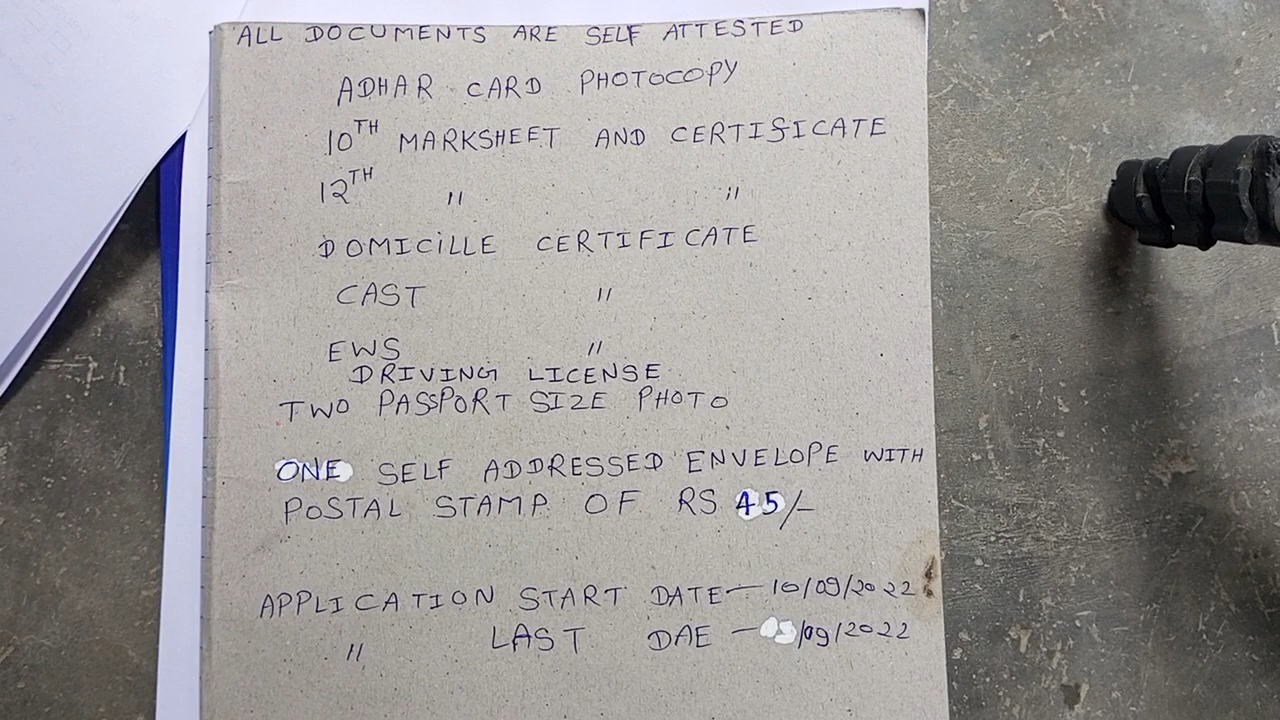 ALL DOCUMENTS ARE SELF ATTESTED
ADHAR CARD PHOTOCOPY
10TH MARKSHEET AND CERTIFICATE
12TH " "
DOMICILLE CERTIFICATE
CAST "
EWS "
DRIVING LICENSE
TWO PASSPORT SIZE PHOTO
ONE SELF ADDRESSED ENVELOPE WITH
POSTAL STAMP OF RS 45/-
APPLICATION START DATE - 10/09/2022
" LAST DAE - /09/2022